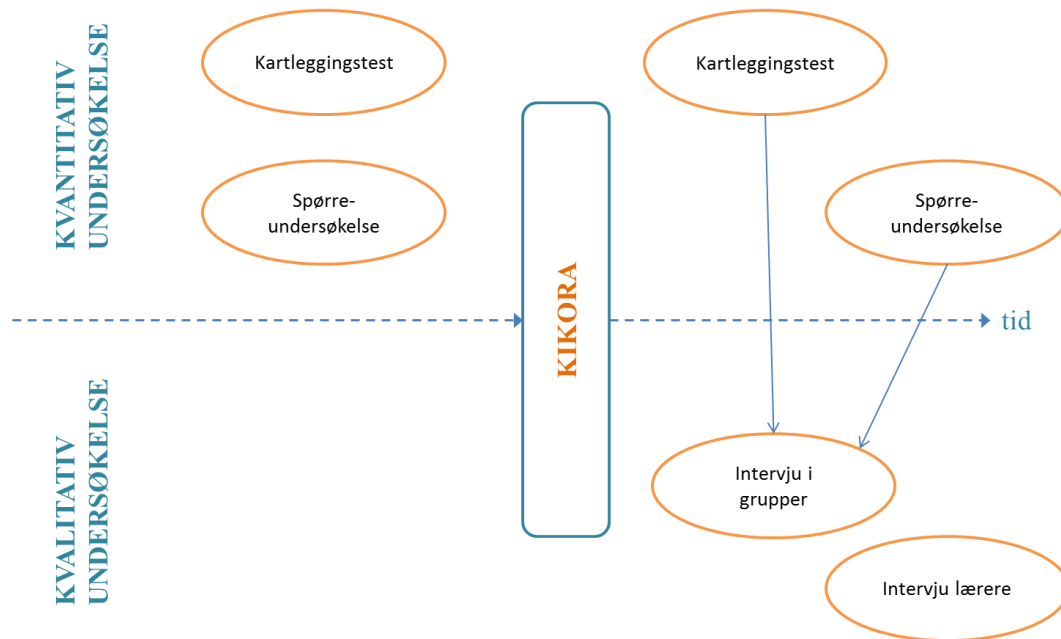 KVANTITATIV
UNDERSØKELSE
Kartleggingstest
Kartleggingstest
Spørre-
undersøkelse
Spørre-
undersøkelse
KIKORA
tid
KVALITATIV
UNDERSØKELSE
Intervju i
grupper
Intervju lærere